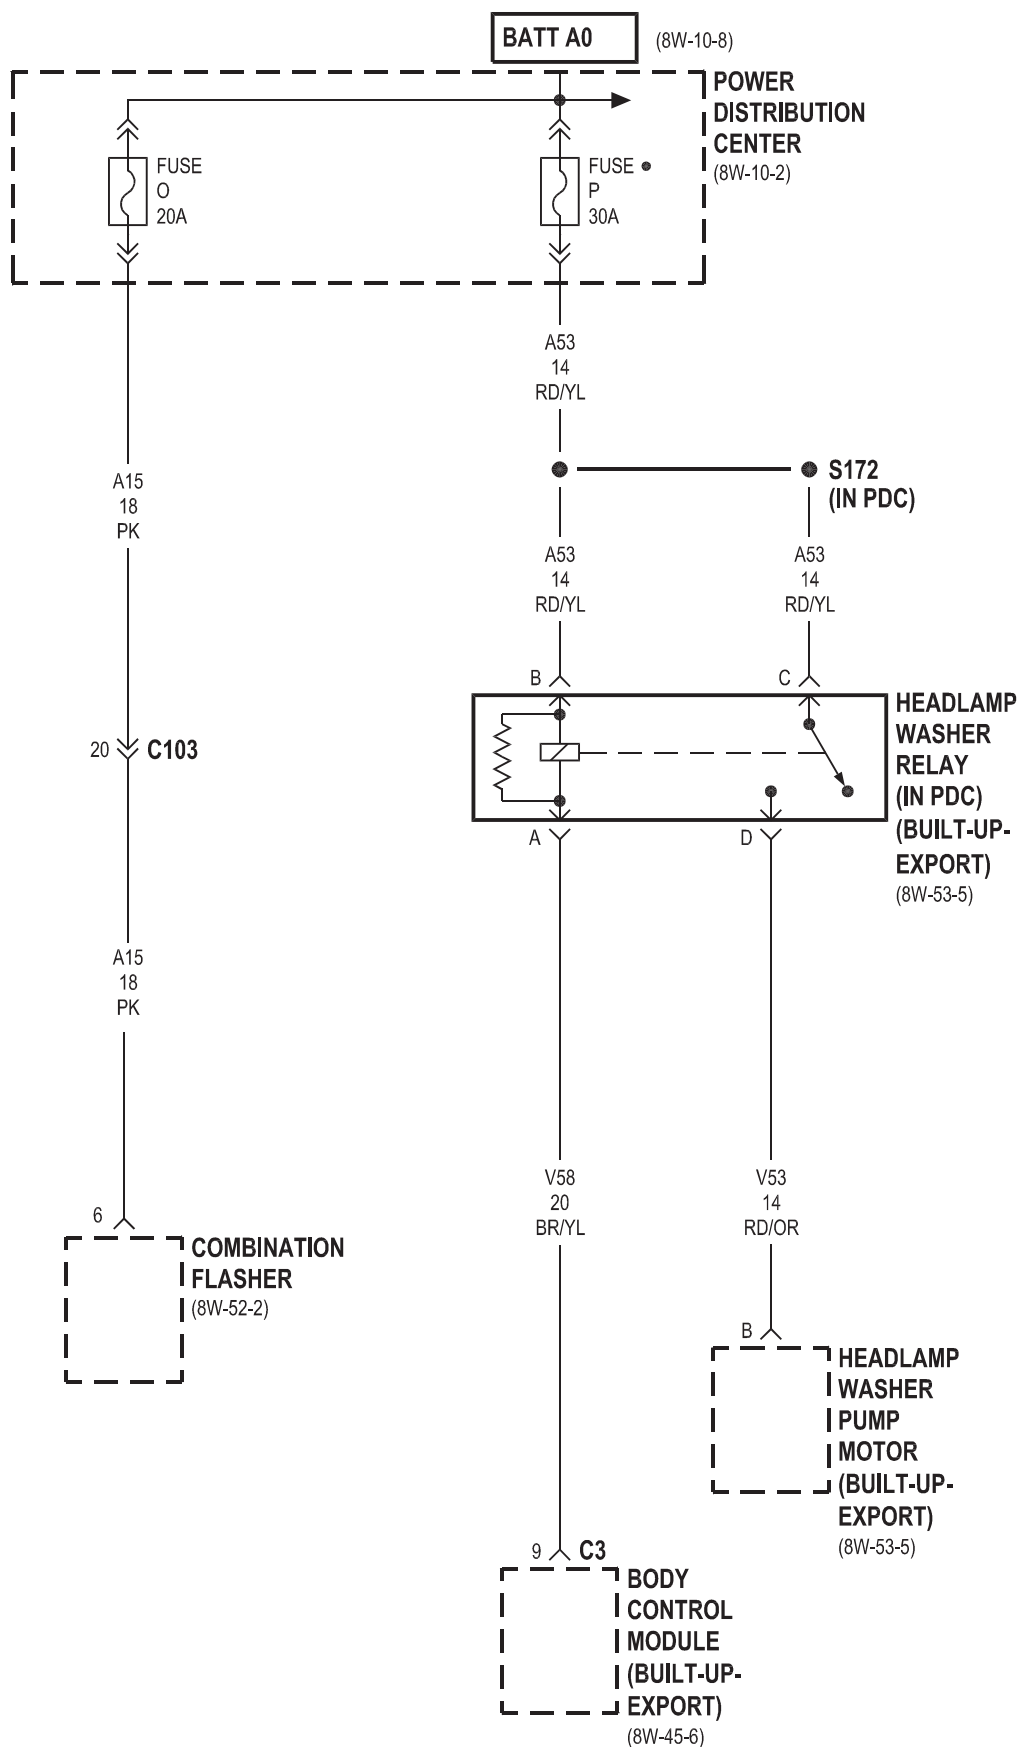 BATT A0
(8W-10-8)
POWER
DISTRIBUTION
CENTER
(8W-10-2)
FUSE
O
20A
FUSE
P
30A
A53
14
RD/YL
A15
18
PK
S172
(IN PDC)
A53
14
RD/YL
A53
14
RD/YL
B
C
20
C103
HEADLAMP
WASHER
RELAY
(IN PDC)
(BUILT-UP-
EXPORT)
(8W-53-5)
A
D
A15
18
PK
V58
20
BR/YL
V53
14
RD/OR
6
COMBINATION
FLASHER
(8W-52-2)
B
HEADLAMP
WASHER
PUMP
MOTOR
(BUILT-UP-
EXPORT)
(8W-53-5)
9
C3
BODY
CONTROL
MODULE
(BUILT-UP-
EXPORT)
(8W-45-6)